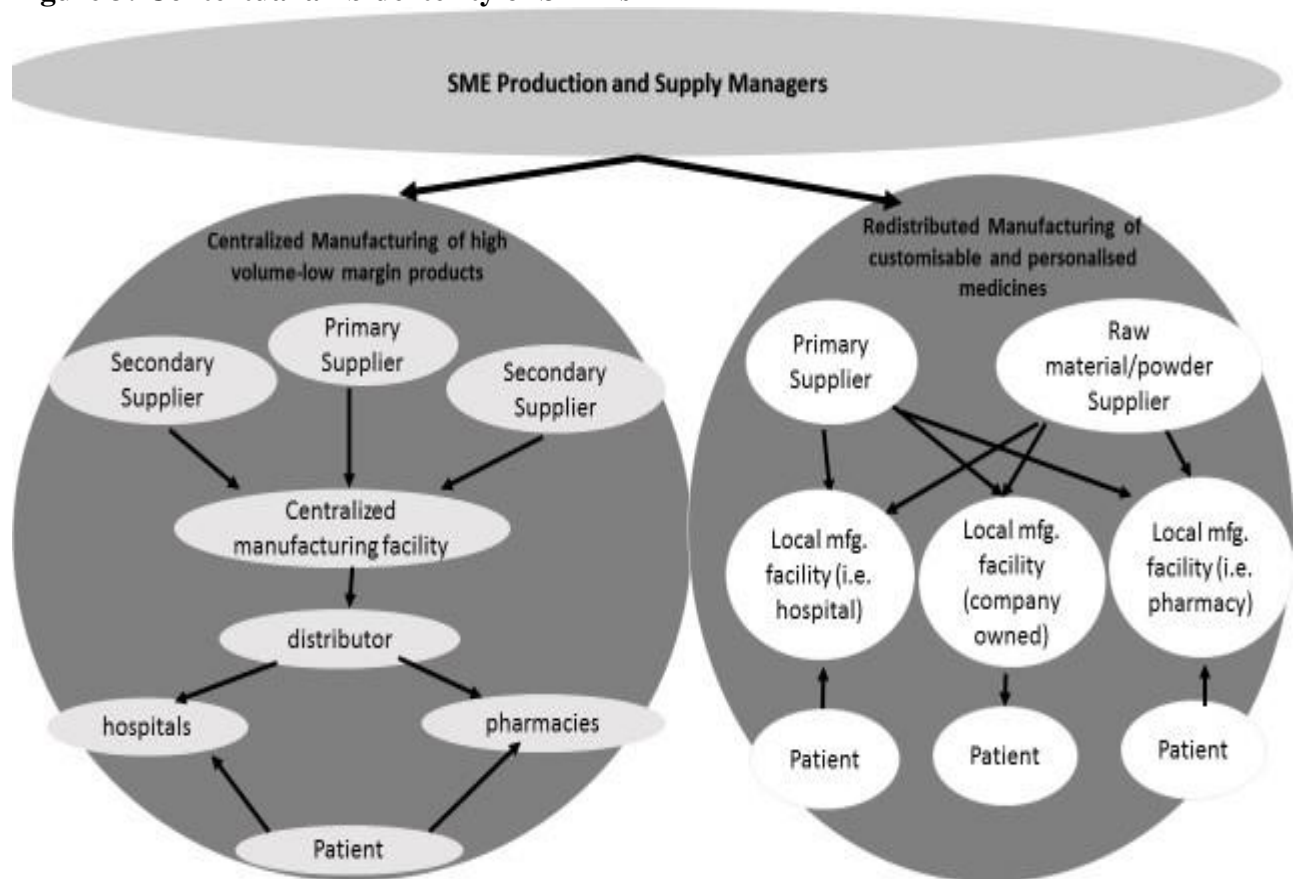 SME Production and Supply Managers
Centralized Manufacturing of high
volume-low margin products
Redistributed Manufacturing of
customisable and personalised
medicines
Secondary
Supplier
Primary
Supplier
Secondary
Supplier
Primary
Supplier
Raw
material/powder
Supplier
Centralized
manufacturing facility
Local mfg.
facility (i.e.
hospital)
Local mfg.
facility
(company
owned)
Local mfg.
facility (i.e.
pharmacy)
distributor
hospitals
pharmacies
Patient
Patient
Patient
Patient